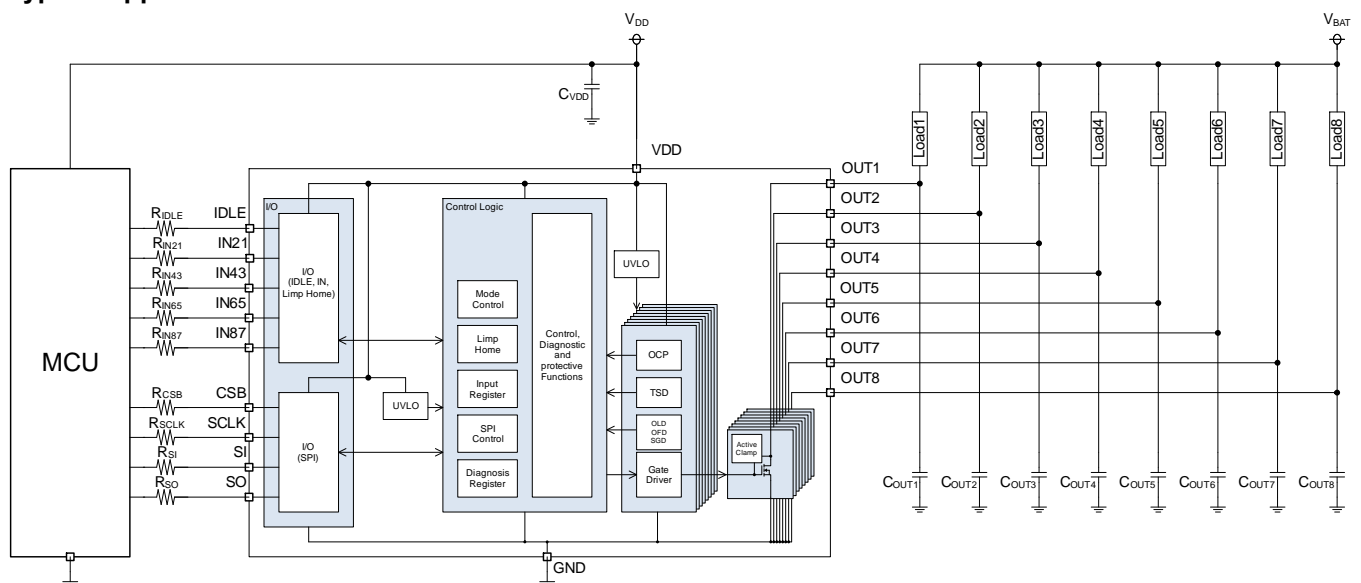 VDD
VBAT
CVDD
Load1
Load2
Load3
Load4
Load5
Load6
Load7
Load8
VDD
MCU
RIDLE
IDLE
RIN21
IN21
RIN43
IN43
RIN65
IN65
RIN87
IN87
RCSB
CSB
RSCLK
SCLK
RSI
SI
RSO
SO
I/O
I/O
(IDLE, IN,
Limp Home)
UVLO
I/O
(SPI)
Control Logic
Mode
Control
Limp
Home
Input
Register
SPI
Control
Diagnosis
Register
Control,
Diagnostic
and
protective
Functions
UVLO
OCP
TSD
OLD
OFD
SGD
Gate
Driver
Active
Clamp
OUT1
OUT2
OUT3
OUT4
OUT5
OUT6
OUT7
OUT8
COUT1
COUT2
COUT3
COUT4
COUT5
COUT6
COUT7
COUT8
GND